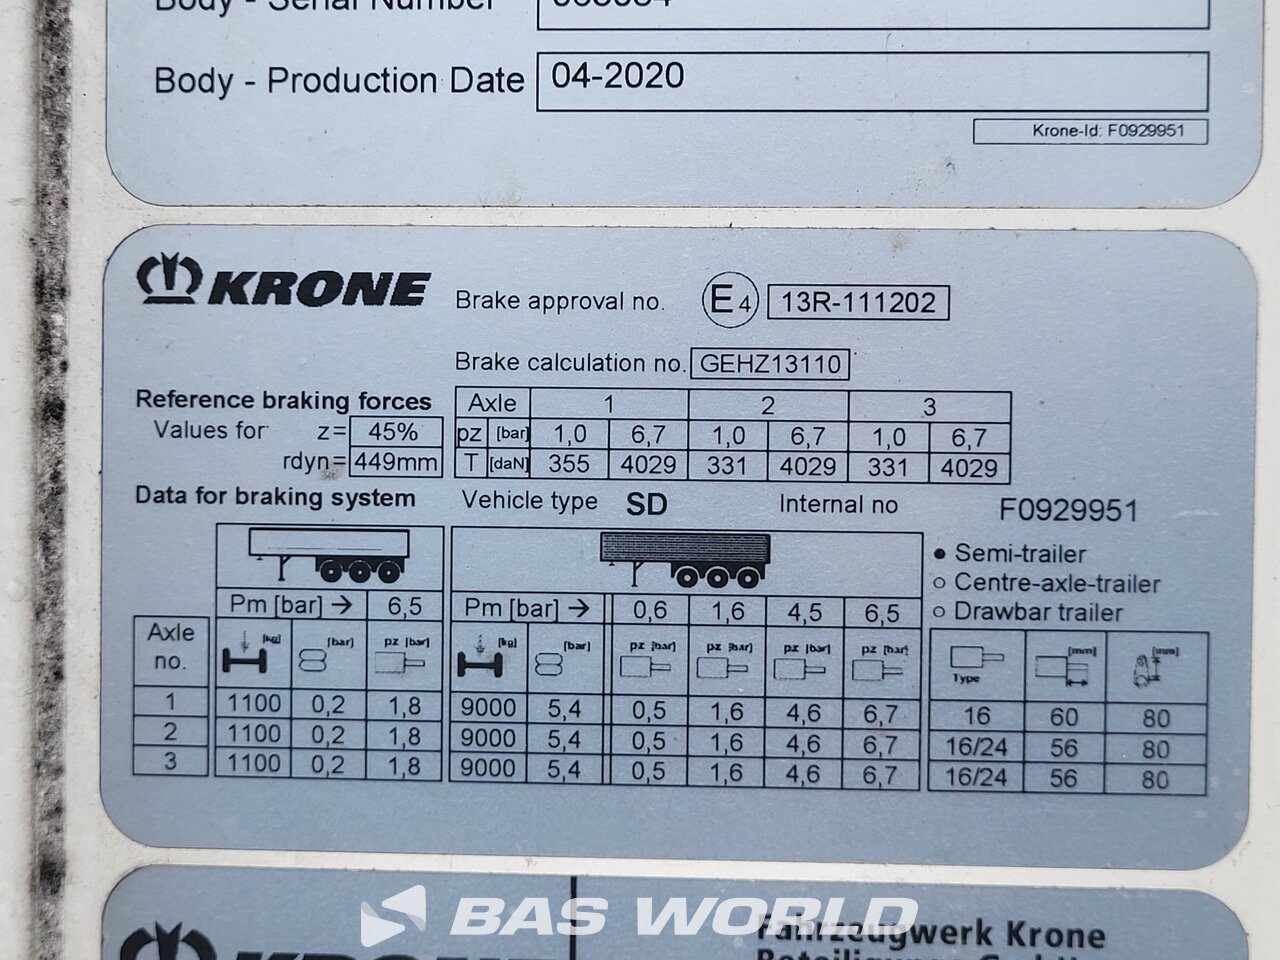 Body - Serial Number
Body - Production Date 04-2020
Krone-Id: F0929951
KRONE
Brake approval no. E4 13R-111202
Brake calculation no. GEHZ13110
Reference braking forces
Values for z= 45%
rdyn= 449mm
Axle 1 2 3
pz [bar] 1,0 6,7 1,0 6,7 1,0 6,7
T [daN] 355 4029 331 4029 331 4029
Data for braking system Vehicle type SD Internal no F0929951
Semi-trailer
Centre-axle-trailer
Drawbar trailer
Pm [bar] → 6,5 Pm [bar] → 0,6 1,6 4,5 6,5
Axle no. [kg] [bar] pz [bar] [kg] [bar] pz [bar] pz [bar] pz [bar] pz [bar] Type [mm] [mm]
1 1100 0,2 1,8 9000 5,4 0,5 1,6 4,6 6,7 16 60 80
2 1100 0,2 1,8 9000 5,4 0,5 1,6 4,6 6,7 16/24 56 80
3 1100 0,2 1,8 9000 5,4 0,5 1,6 4,6 6,7 16/24 56 80
BAS WORLD
KRONE
Fahrzeugwerk Krone